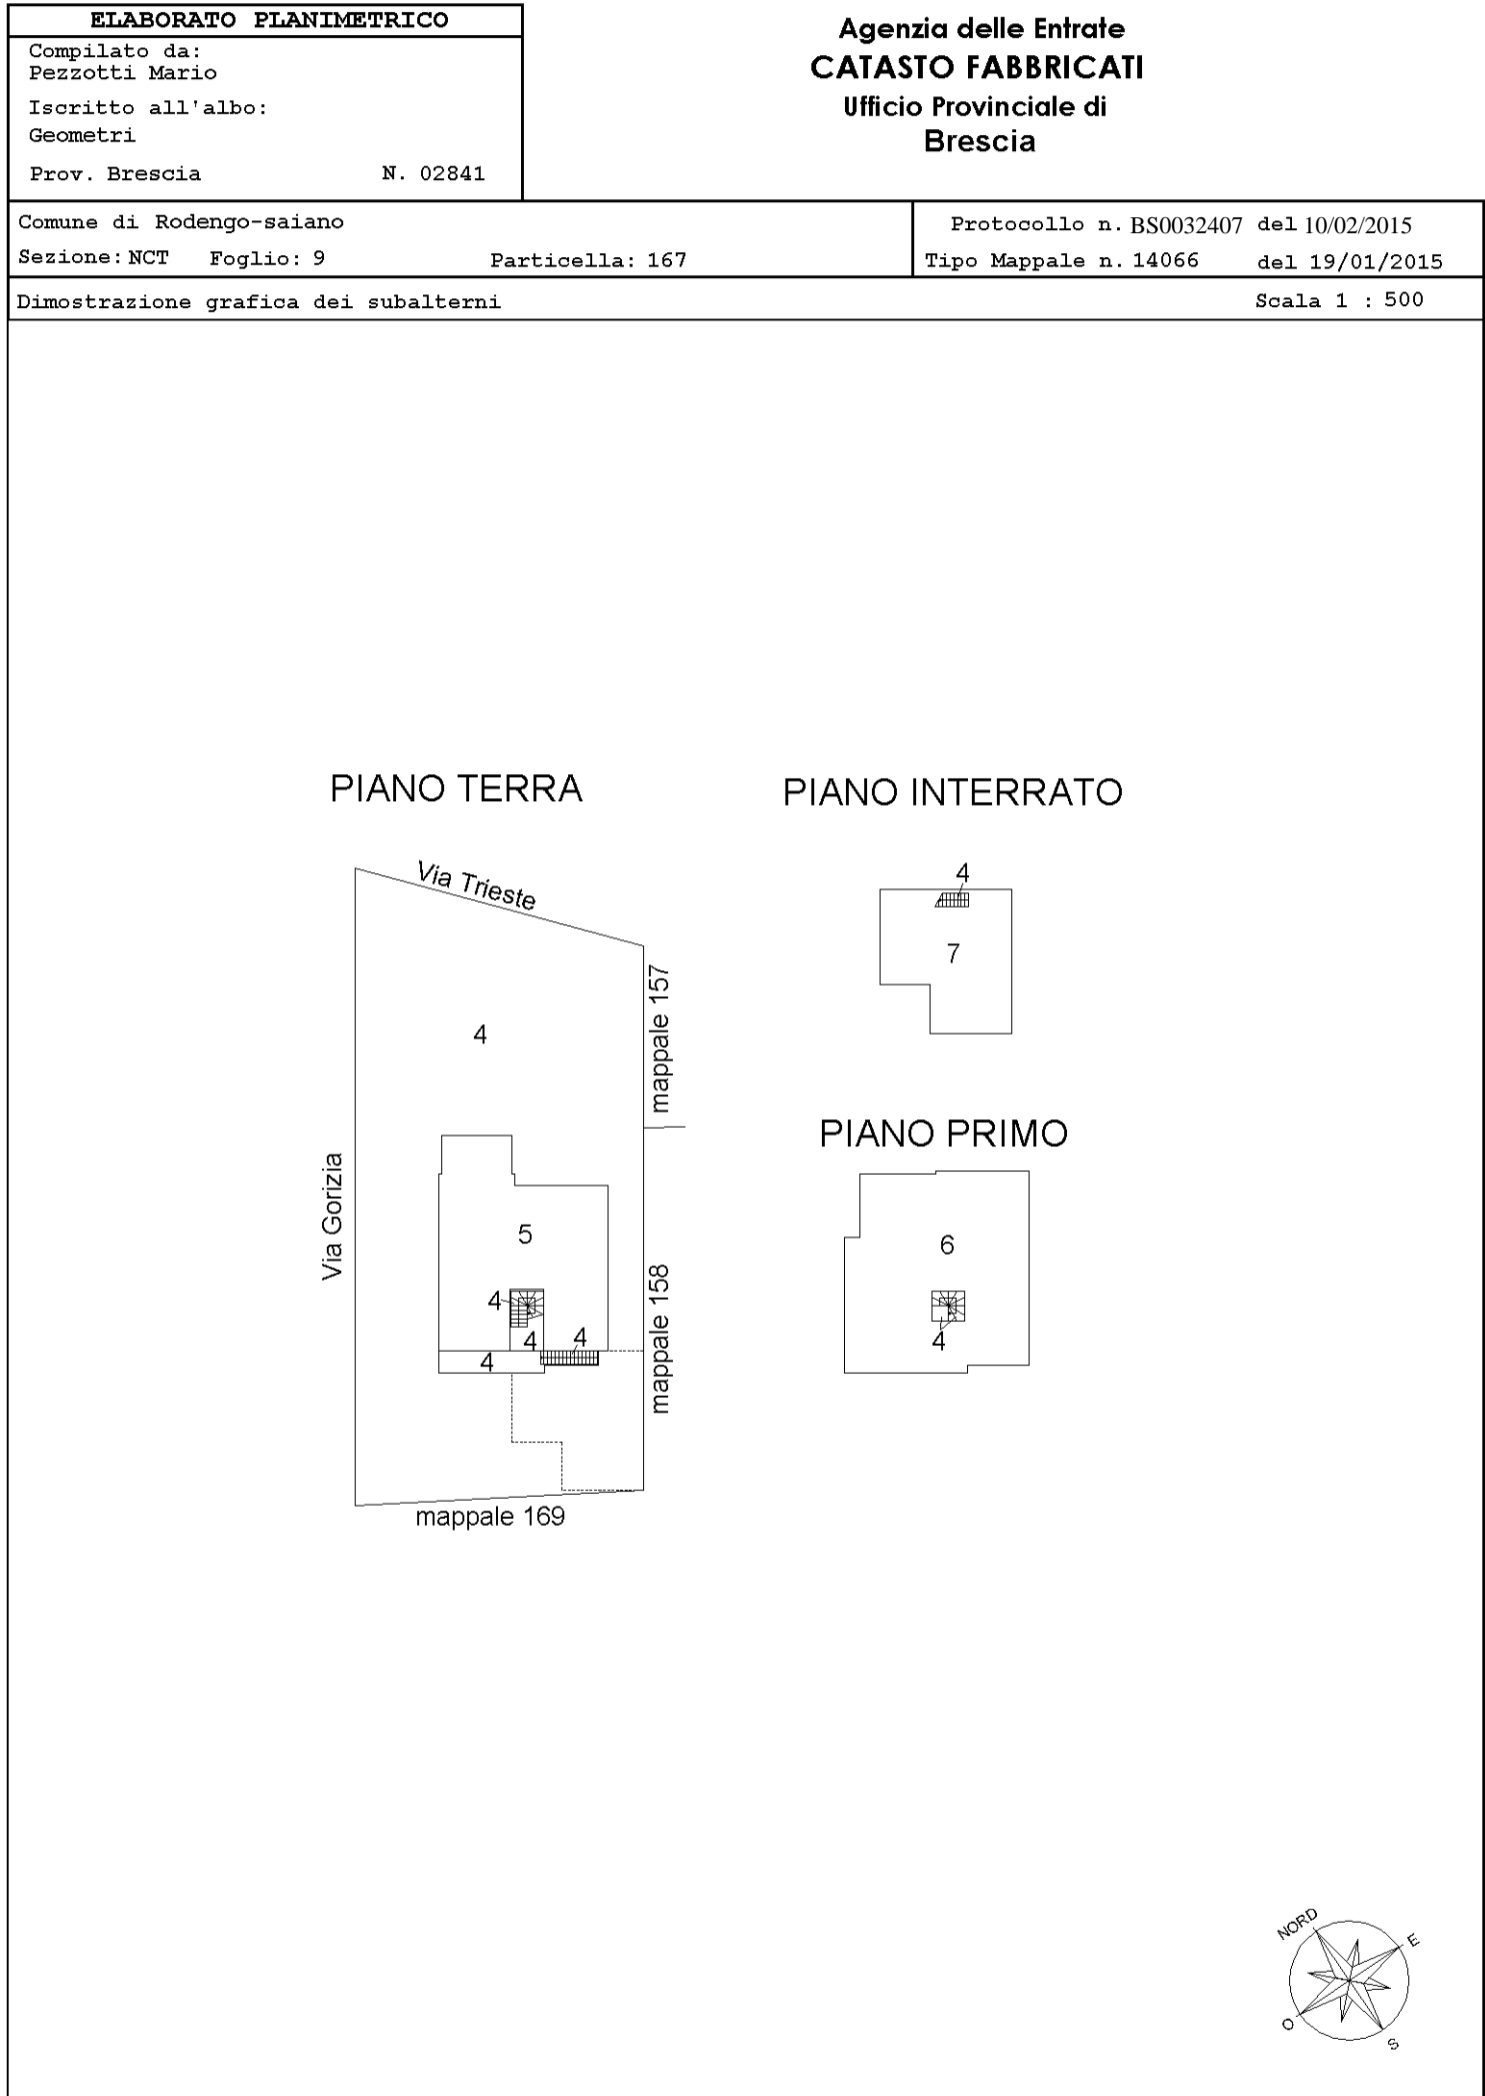 ELABORATO PLANIMETRICO
Compilato da:
Pezzotti Mario
Iscritto all'albo:
Geometri
Prov. Brescia N. 02841
Agenzia delle Entrate
CATASTO FABBRICATI
Ufficio Provinciale di
Brescia
Comune di Rodengo-saiano
Sezione: NCT Foglio: 9 Particella: 167
Protocollo n. BS0032407 del 10/02/2015
Tipo Mappale n. 14066 del 19/01/2015
Dimostrazione grafica dei subalterni Scala 1 : 500
PIANO TERRA
Via Trieste
4
mappale 157
Via Gorizia
5
4
4
4
4
mappale 158
mappale 169
PIANO INTERRATO
4
7
PIANO PRIMO
6
4
NORD
E
O
S